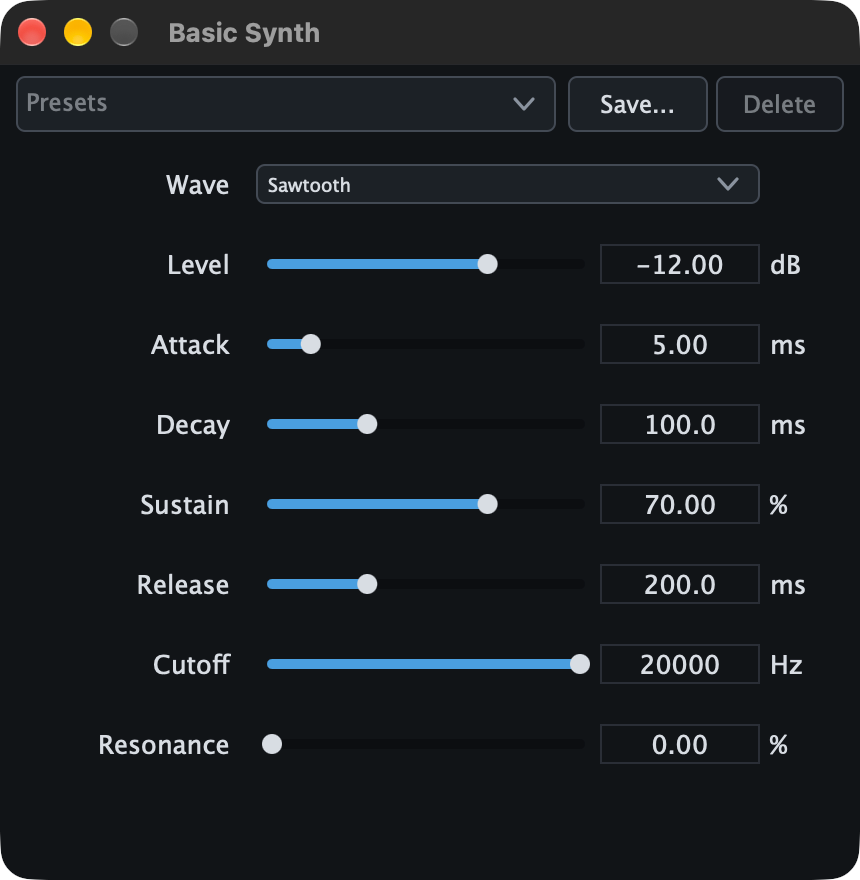 Basic Synth
Presets Save... Delete
Wave Sawtooth
Level −12.00 dB
Attack 5.00 ms
Decay 100.0 ms
Sustain 70.00 %
Release 200.0 ms
Cutoff 20000 Hz
Resonance 0.00 %